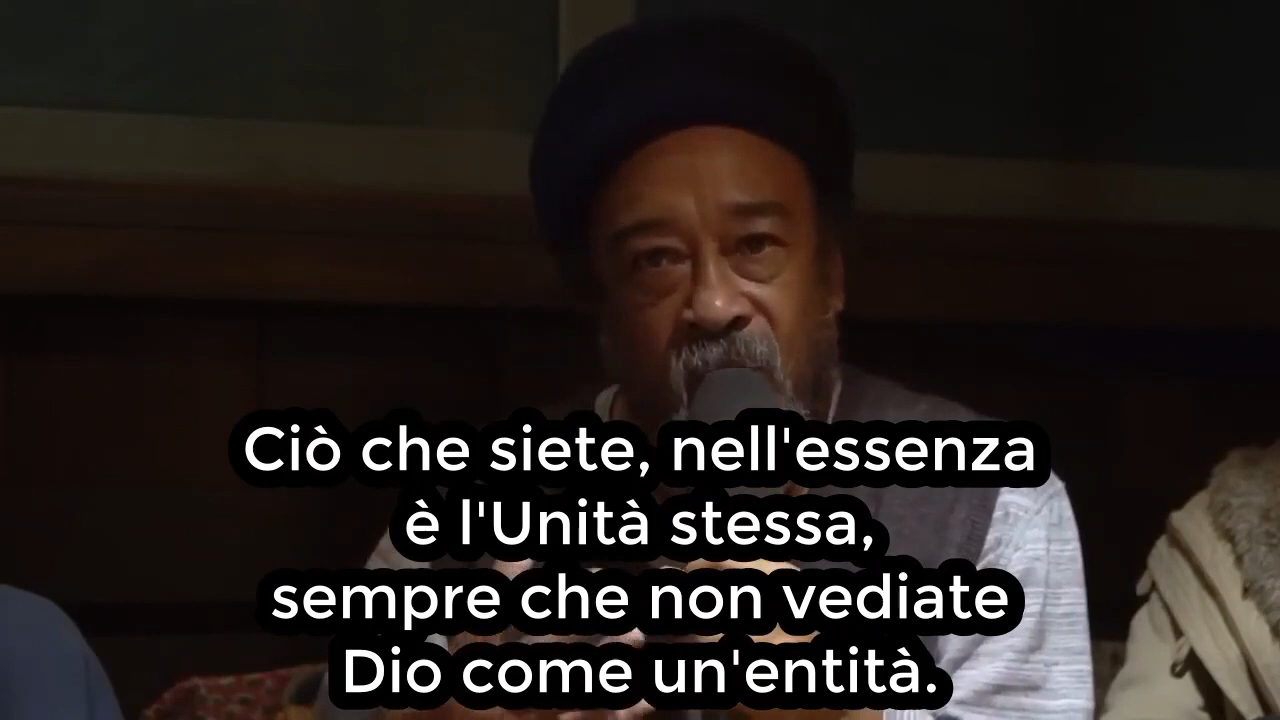 Ciò che siete, nell'essenza
è l'Unità stessa,
sempre che non vediate
Dio come un'entità.